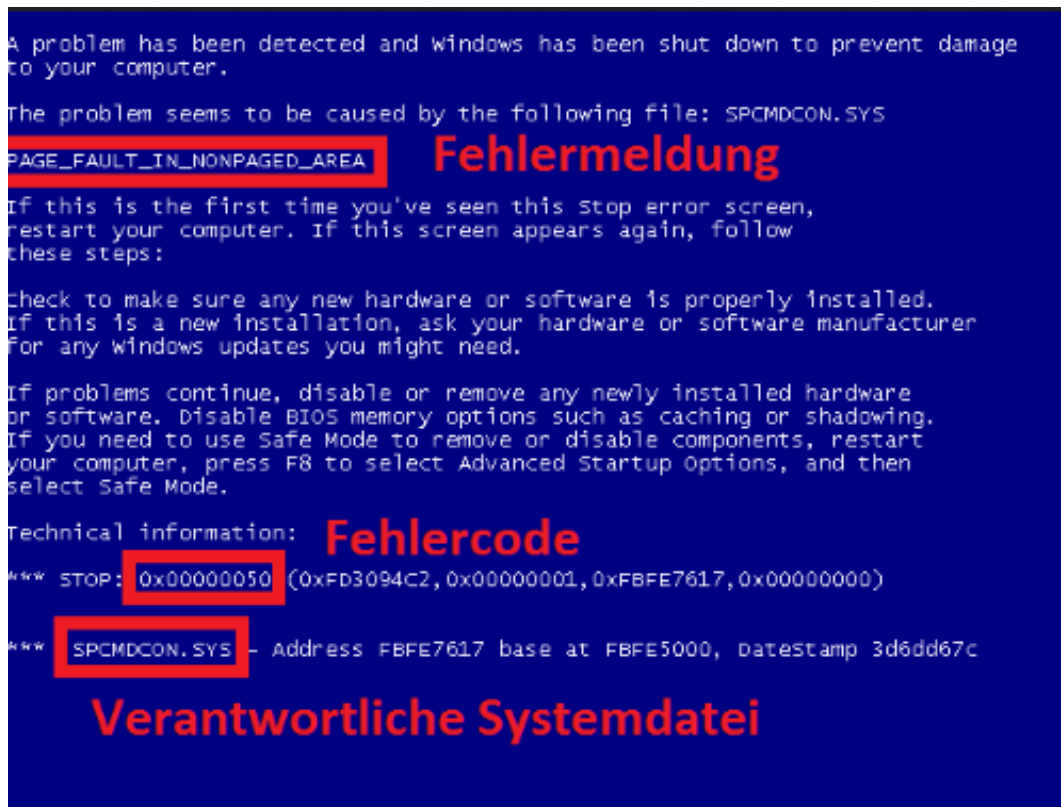 A problem has been detected and Windows has been shut down to prevent damage
to your computer.
The problem seems to be caused by the following file: SPCMDCON.SYS
PAGE_FAULT_IN_NONPAGED_AREA
Fehlermeldung
If this is the first time you've seen this Stop error screen,
restart your computer. If this screen appears again, follow
these steps:
Check to make sure any new hardware or software is properly installed.
If this is a new installation, ask your hardware or software manufacturer
for any Windows updates you might need.
If problems continue, disable or remove any newly installed hardware
or software. Disable BIOS memory options such as caching or shadowing.
If you need to use Safe Mode to remove or disable components, restart
your computer, press F8 to select Advanced Startup Options, and then
select Safe Mode.
Technical information:
Fehlercode
*** STOP: 0x00000050 (0xFD3094C2,0x00000001,0xFBFE7617,0x00000000)
*** SPCMDCON.SYS - Address FBFE7617 base at FBFE5000, DateStamp 3d6dd67c
Verantwortliche Systemdatei